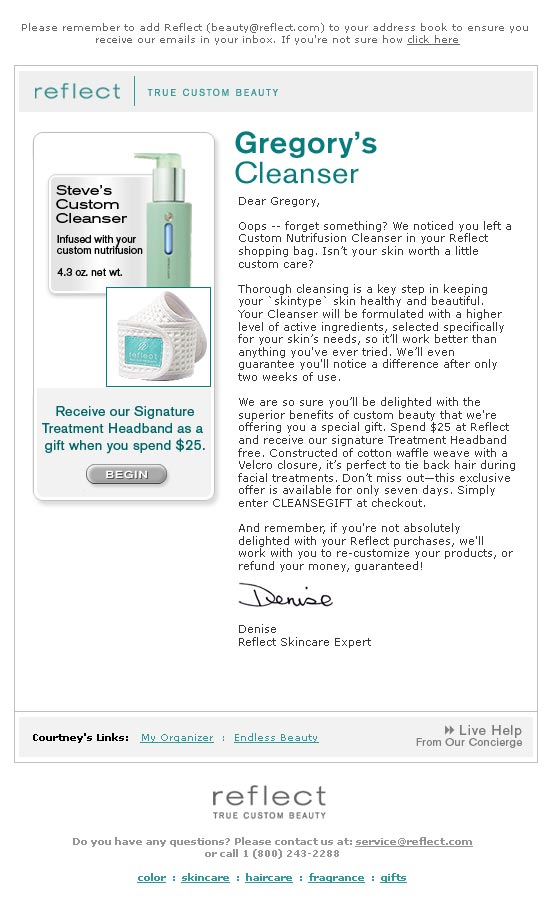 Please remember to add Reflect (beauty@reflect.com) to your address book to ensure you
receive our emails in your inbox. If you're not sure how click here
reflect TRUE CUSTOM BEAUTY
Steve's
Custom
Cleanser
Infused with your
custom nutrifusion
4.3 oz. net wt.
reflect
Receive our Signature
Treatment Headband as a
gift when you spend $25.
BEGIN
Gregory's
Cleanser
Dear Gregory,
Oops -- forget something? We noticed you left a
Custom Nutrifusion Cleanser in your Reflect
shopping bag. Isn't your skin worth a little
custom care?
Thorough cleansing is a key step in keeping
your `skintype` skin healthy and beautiful.
Your Cleanser will be formulated with a higher
level of active ingredients, selected specifically
for your skin's needs, so it'll work better than
anything you've ever tried. We'll even
guarantee you'll notice a difference after only
two weeks of use.
We are so sure you'll be delighted with the
superior benefits of custom beauty that we're
offering you a special gift. Spend $25 at Reflect
and receive our signature Treatment Headband
free. Constructed of cotton waffle weave with a
Velcro closure, it's perfect to tie back hair during
facial treatments. Don't miss out—this exclusive
offer is available for only seven days. Simply
enter CLEANSEGIFT at checkout.
And remember, if you're not absolutely
delighted with your Reflect purchases, we'll
work with you to re-customize your products, or
refund your money, guaranteed!
Denise
Denise
Reflect Skincare Expert
Courtney's Links: My Organizer : Endless Beauty
Live Help
From Our Concierge
reflect
TRUE CUSTOM BEAUTY
Do you have any questions? Please contact us at: service@reflect.com
or call 1 (800) 243-2288
color : skincare : haircare : fragrance : gifts